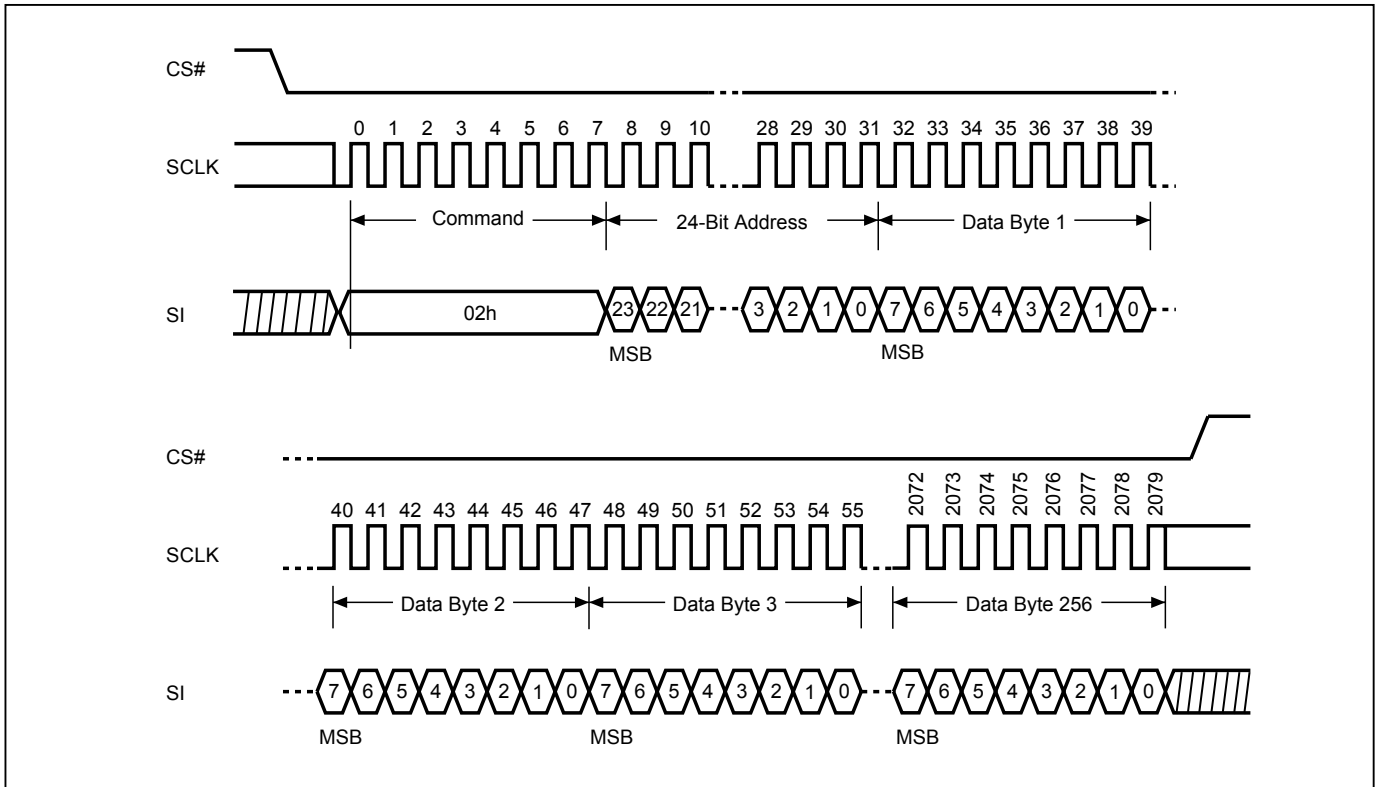 CS#
0 1 2 3 4 5 6 7 8 9 10 28 29 30 31 32 33 34 35 36 37 38 39
SCLK
Command 24-Bit Address Data Byte 1
SI 02h 23 22 21 3 2 1 0 7 6 5 4 3 2 1 0
MSB MSB
CS#
40 41 42 43 44 45 46 47 48 49 50 51 52 53 54 55 2072 2073 2074 2075 2076 2077 2078 2079
SCLK
Data Byte 2 Data Byte 3 Data Byte 256
SI 7 6 5 4 3 2 1 0 7 6 5 4 3 2 1 0 7 6 5 4 3 2 1 0
MSB MSB MSB